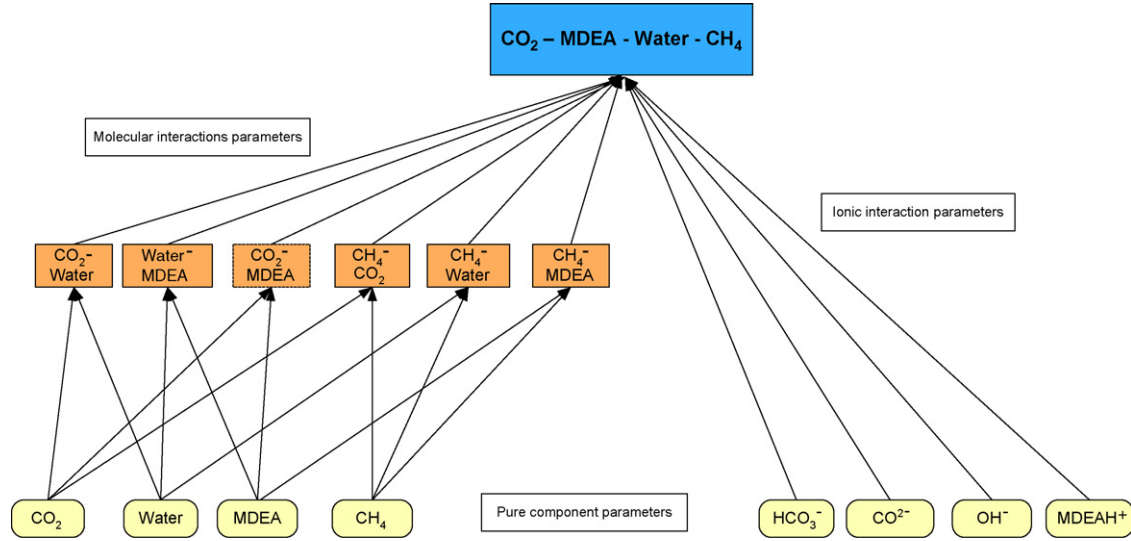 CO₂ – MDEA - Water - CH₄
Molecular interactions parameters
Ionic interaction parameters
CO₂–
Water
Water–
MDEA
CO₂–
MDEA
CH₄–
CO₂
CH₄–
Water
CH₄–
MDEA
CO₂
Water
MDEA
CH₄
Pure component parameters
HCO₃⁻
CO²⁻
OH⁻
MDEAH⁺